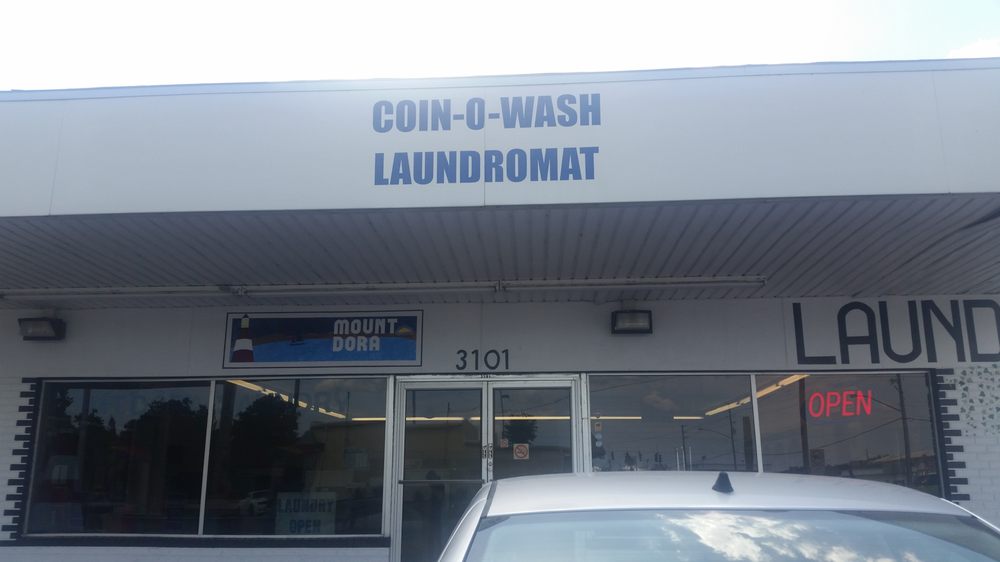 COIN-O-WASH
LAUNDROMAT
MOUNT
DORA
3101
LAUND
OPEN
LAUNDRY
OPEN